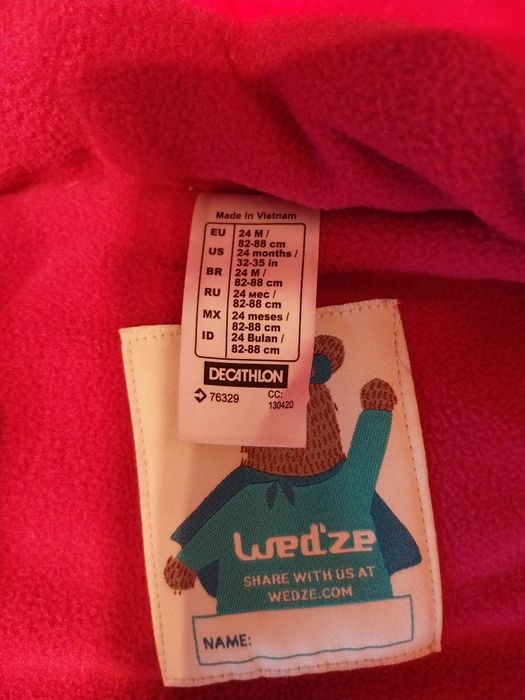 Made in Vietnam
EU 24 M /
82-88 cm
US 24 months /
32-35 in
BR 24 M /
82-88 cm
RU 24 мес /
82-88 cm
MX 24 meses /
82-88 cm
ID 24 Bulan /
82-88 cm
DECATHLON
76329 CC:
130420
wed'ze
SHARE WITH US AT
WEDZE.COM
NAME: